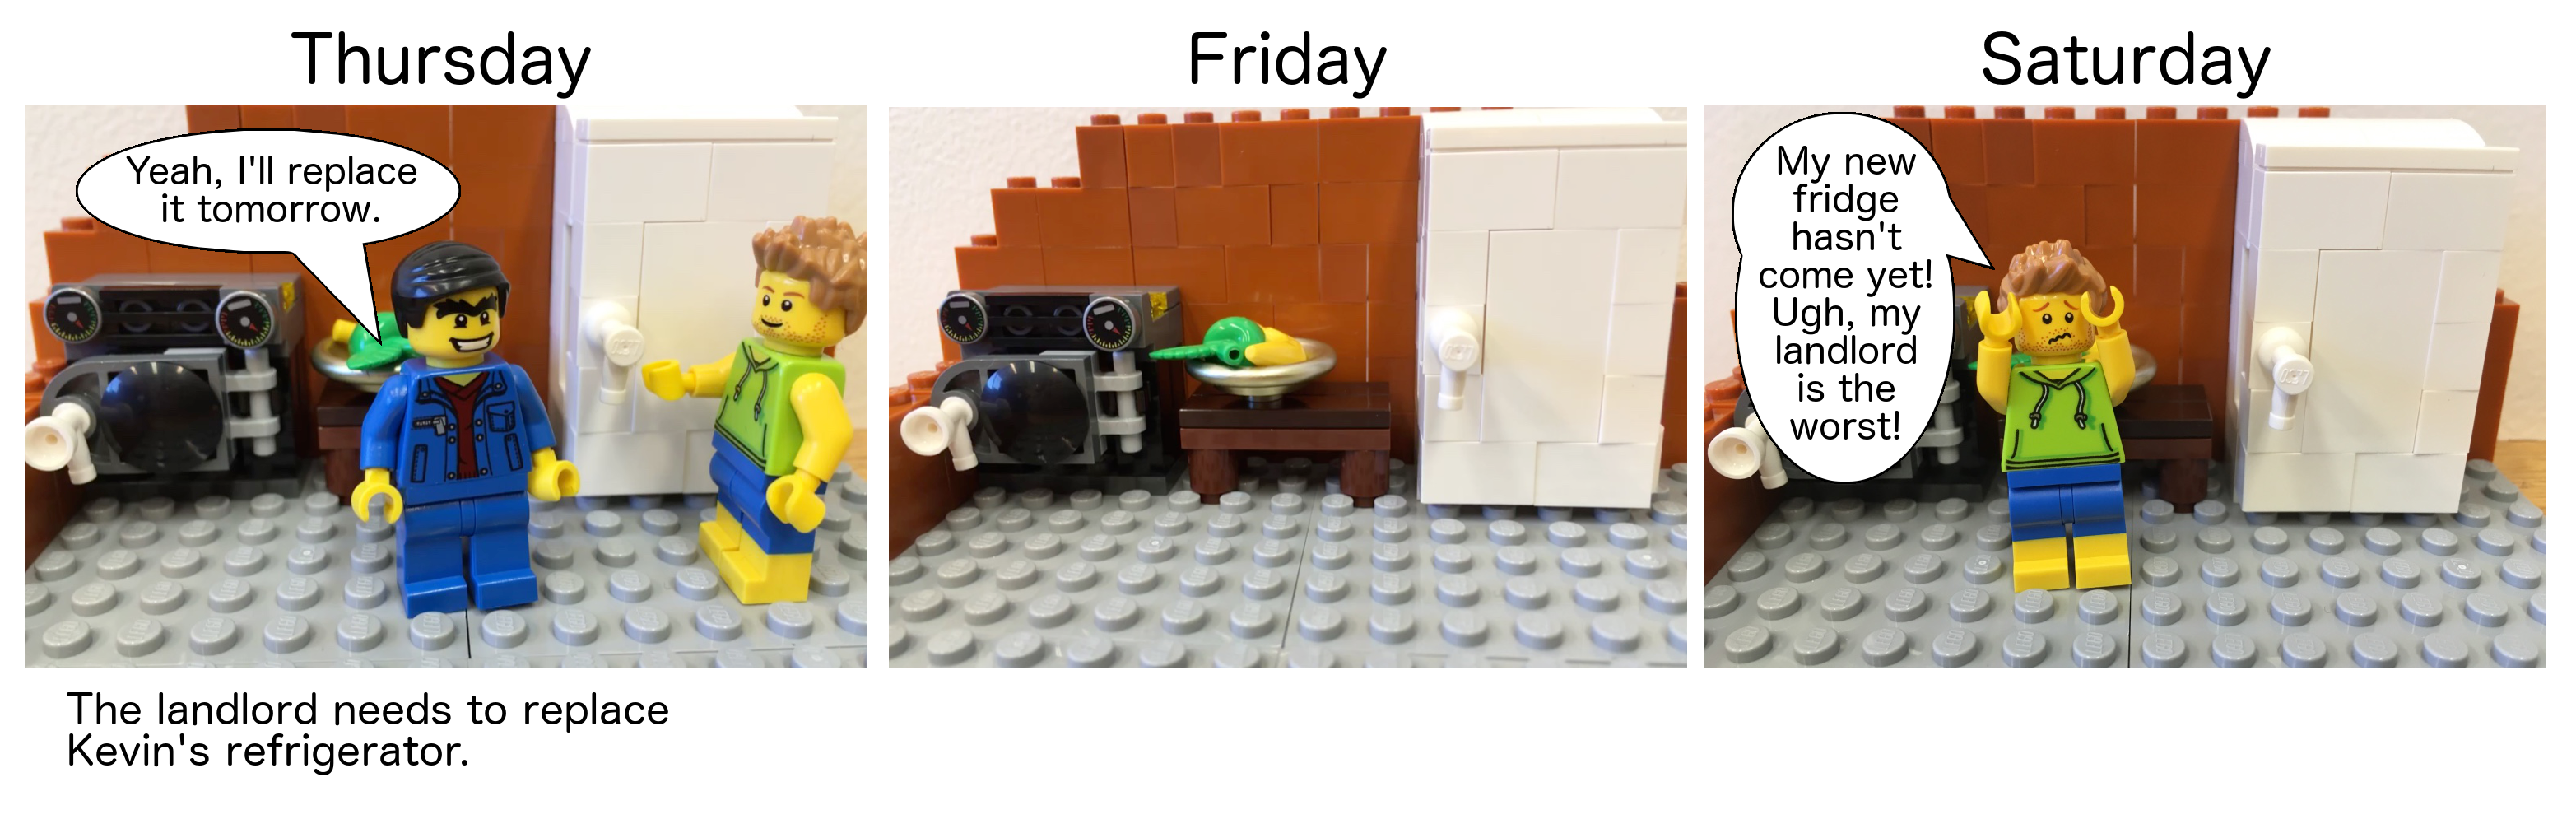 Thursday
Friday
Saturday
Yeah, I'll replace
it tomorrow.
My new
fridge
hasn't
come yet!
Ugh, my
landlord
is the
worst!
The landlord needs to replace
Kevin's refrigerator.